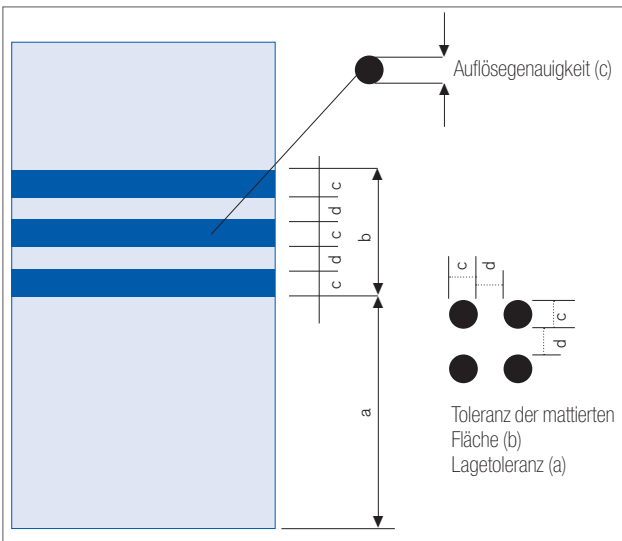 Auflösegenauigkeit (c)
c
d
c
d
c
b
a
c
d
c
d
Toleranz der mattierten
Fläche (b)
Lagetoleranz (a)